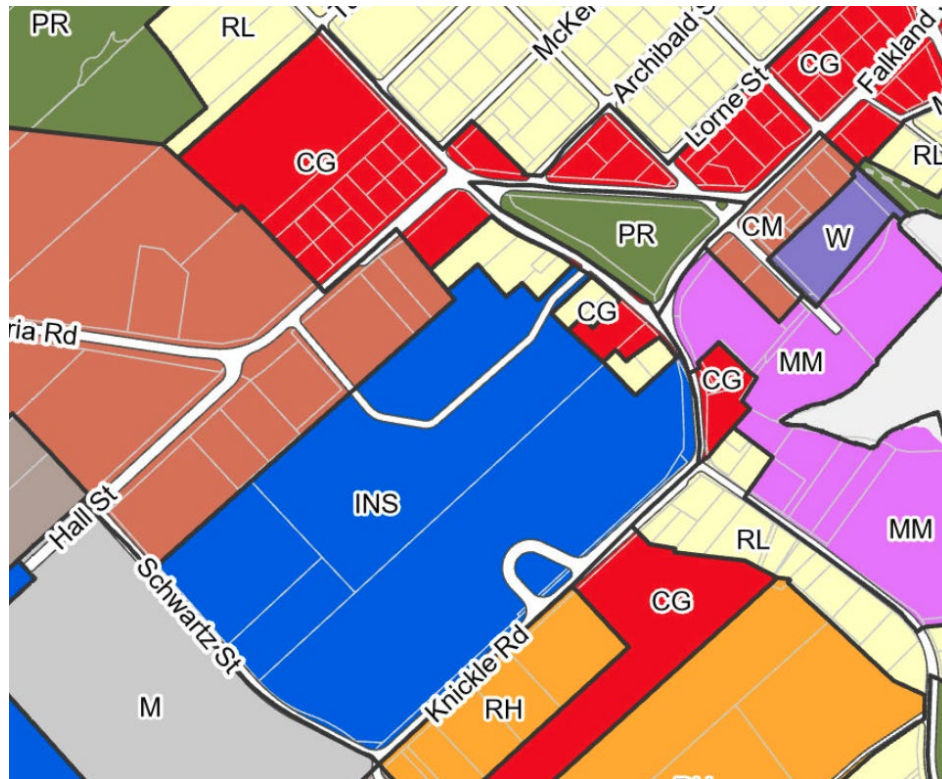 PR
RL
McKe
Archibald S
CG
Falkland
Lorne St
CG
RL
PR
CM
W
ria Rd
CG
MM
CG
INS
Hall St
MM
RL
Schwartz St
CG
Knickle Rd
M
RH